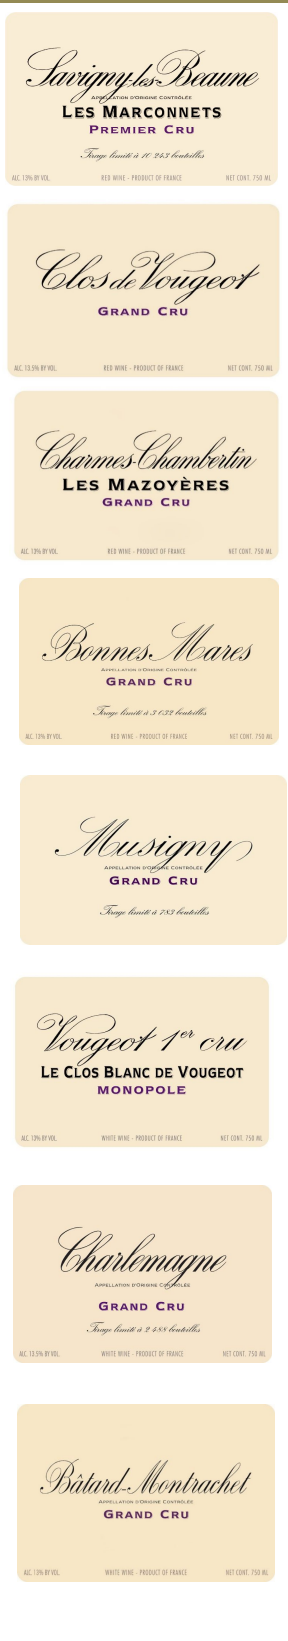 Savigny-les-Beaune
APPELLATION D'ORIGINE CONTRÔLÉE
LES MARCONNETS
PREMIER CRU
Tirage limité à 10 243 bouteilles
ALC. 13% BY VOL. RED WINE - PRODUCT OF FRANCE NET CONT. 750 ML
Clos de Vougeot
GRAND CRU
ALC. 13.5% BY VOL. RED WINE - PRODUCT OF FRANCE NET CONT. 750 ML
Charmes-Chambertin
LES MAZOYÈRES
GRAND CRU
ALC. 13% BY VOL. RED WINE - PRODUCT OF FRANCE NET CONT. 750 ML
Bonnes Mares
APPELLATION D'ORIGINE CONTRÔLÉE
GRAND CRU
Tirage limité à 3 032 bouteilles
ALC. 13% BY VOL. RED WINE - PRODUCT OF FRANCE NET CONT. 750 ML
Musigny
APPELLATION D'ORIGINE CONTRÔLÉE
GRAND CRU
Tirage limité à 783 bouteilles
Vougeot 1er cru
LE CLOS BLANC DE VOUGEOT
MONOPOLE
ALC. 13% BY VOL. WHITE WINE - PRODUCT OF FRANCE NET CONT. 750 ML
Charlemagne
APPELLATION D'ORIGINE CONTRÔLÉE
GRAND CRU
Tirage limité à 2 488 bouteilles
ALC. 13.5% BY VOL. WHITE WINE - PRODUCT OF FRANCE NET CONT. 750 ML
Bâtard-Montrachet
APPELLATION D'ORIGINE CONTRÔLÉE
GRAND CRU
ALC. 13% BY VOL. WHITE WINE - PRODUCT OF FRANCE NET CONT. 750 ML